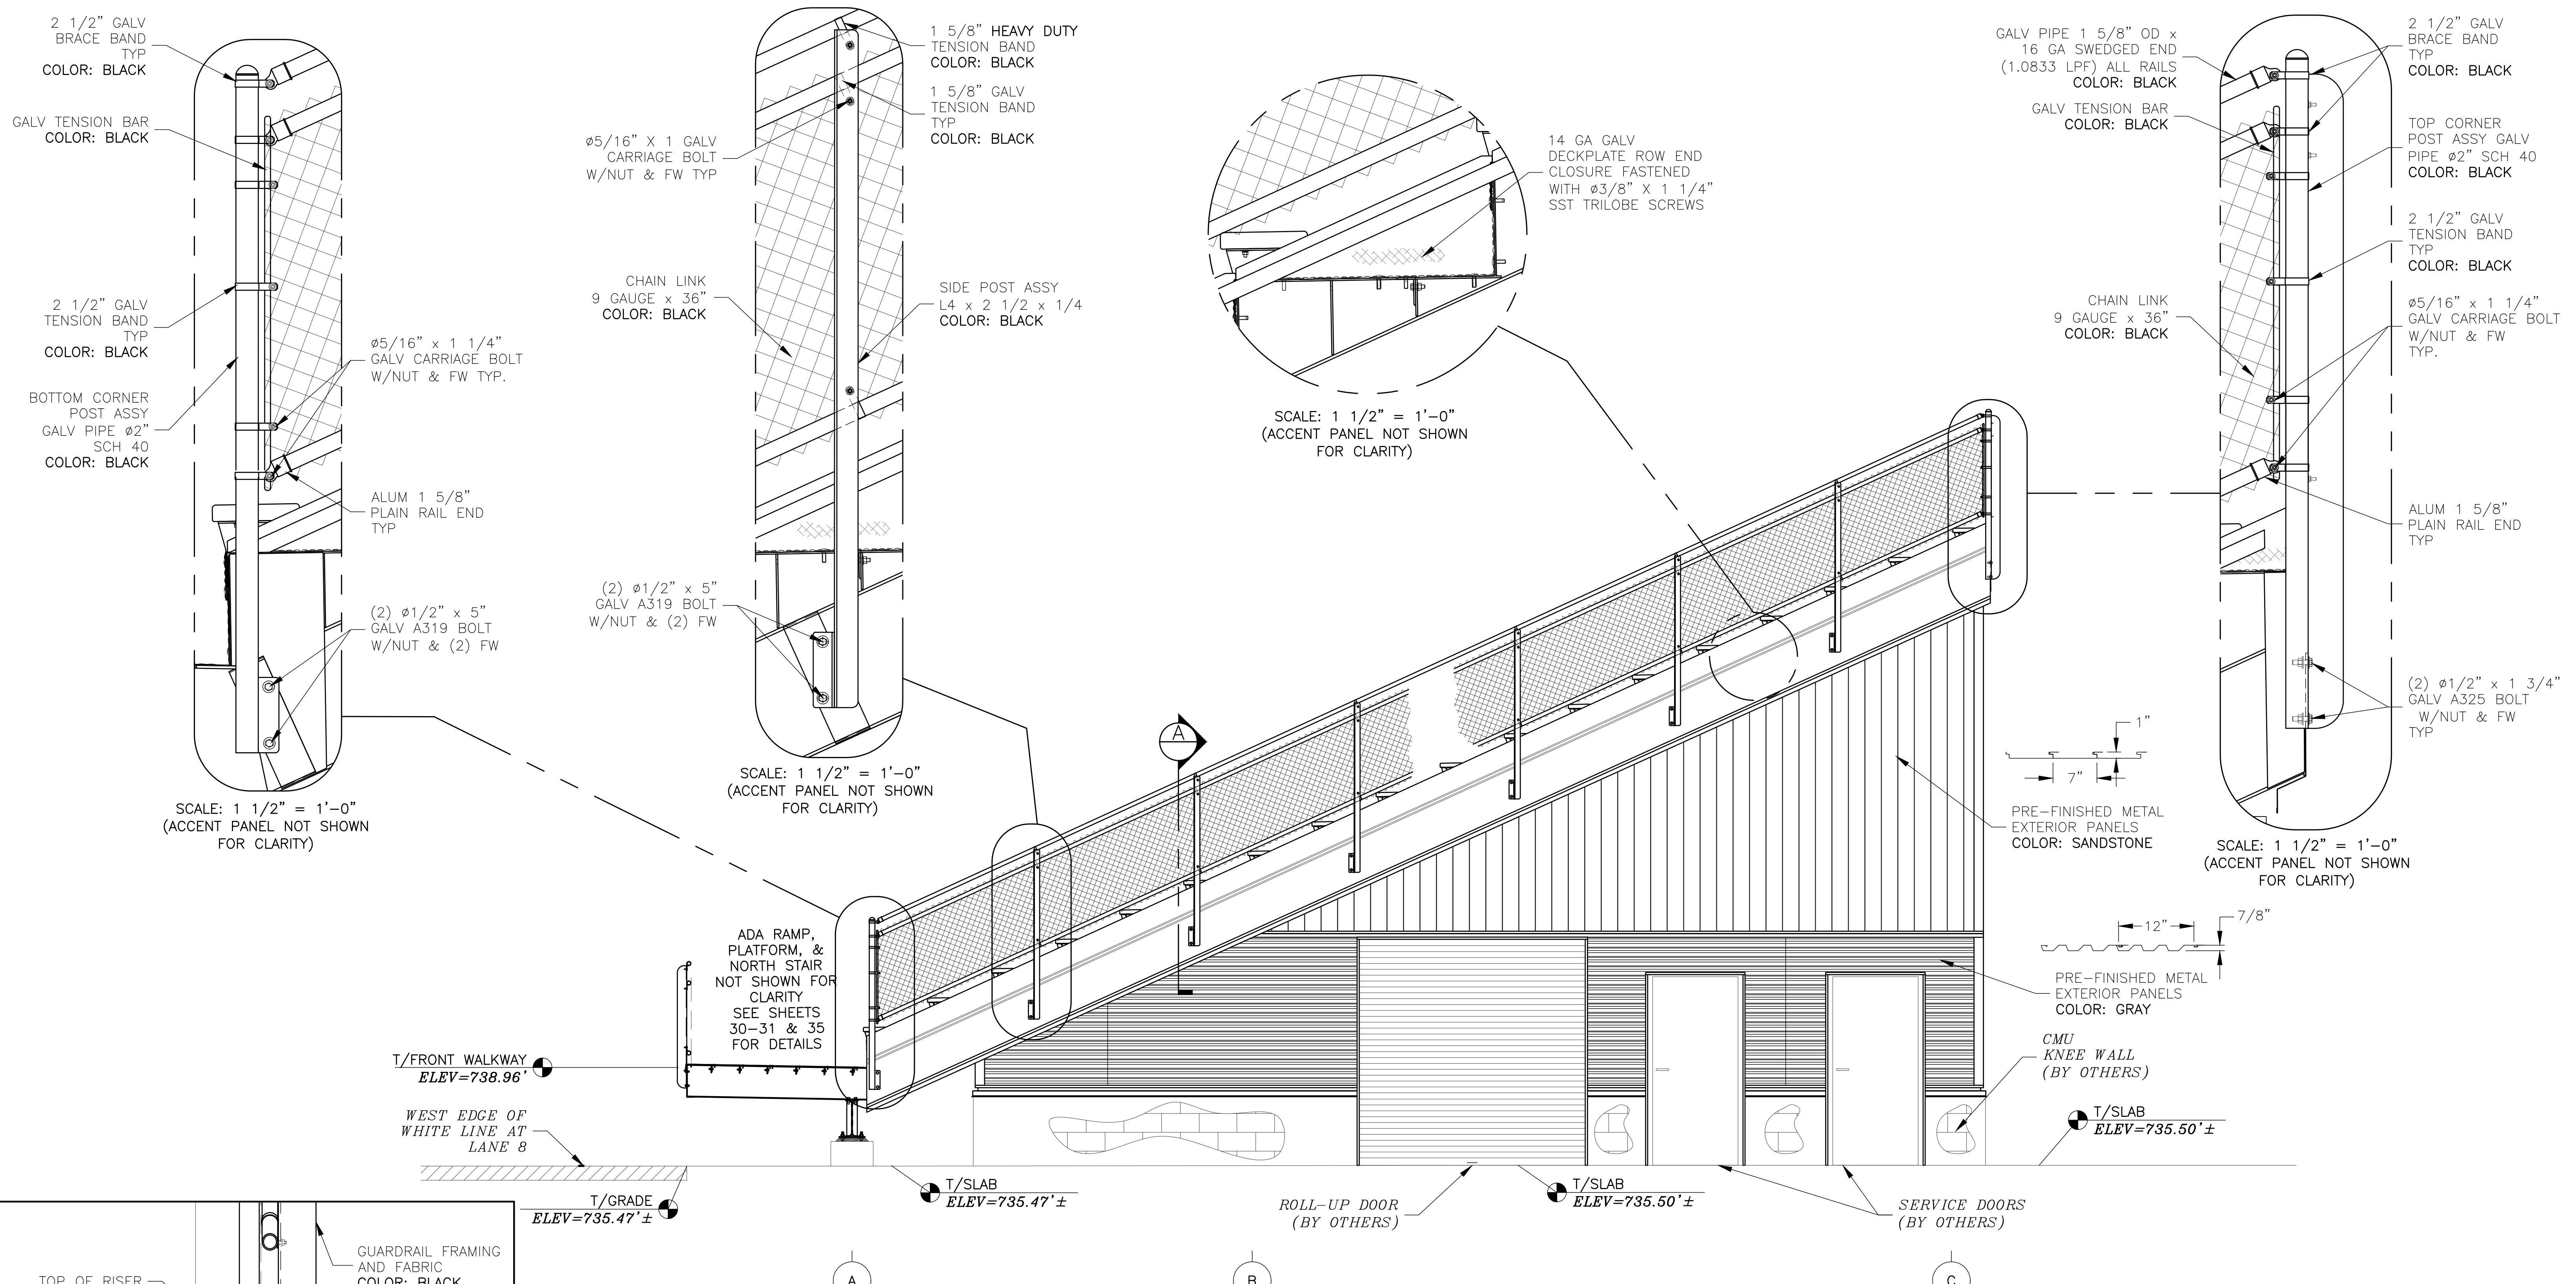 2 1/2" GALV
BRACE BAND
TYP
COLOR: BLACK
GALV TENSION BAR
COLOR: BLACK
2 1/2" GALV
TENSION BAND
TYP
COLOR: BLACK
BOTTOM CORNER
POST ASSY
GALV PIPE ø2"
SCH 40
COLOR: BLACK
ø5/16" x 1 1/4"
GALV CARRIAGE BOLT
W/NUT & FW TYP.
ALUM 1 5/8"
PLAIN RAIL END
TYP
(2) ø1/2" x 5"
GALV A319 BOLT
W/NUT & (2) FW
SCALE: 1 1/2" = 1'-0"
(ACCENT PANEL NOT SHOWN
FOR CLARITY)
1 5/8" HEAVY DUTY
TENSION BAND
COLOR: BLACK
1 5/8" GALV
TENSION BAND
TYP
COLOR: BLACK
ø5/16" X 1 GALV
CARRIAGE BOLT
W/NUT & FW TYP
CHAIN LINK
9 GAUGE x 36"
COLOR: BLACK
SIDE POST ASSY
L4 x 2 1/2 x 1/4
COLOR: BLACK
(2) ø1/2" x 5"
GALV A319 BOLT
W/NUT & (2) FW
SCALE: 1 1/2" = 1'-0"
(ACCENT PANEL NOT SHOWN
FOR CLARITY)
14 GA GALV
DECKPLATE ROW END
CLOSURE FASTENED
WITH ø3/8" X 1 1/4"
SST TRILOBE SCREWS
SCALE: 1 1/2" = 1'-0"
(ACCENT PANEL NOT SHOWN
FOR CLARITY)
GALV PIPE 1 5/8" OD x
16 GA SWEDGED END
(1.0833 LPF) ALL RAILS
COLOR: BLACK
GALV TENSION BAR
COLOR: BLACK
CHAIN LINK
9 GAUGE x 36"
COLOR: BLACK
2 1/2" GALV
BRACE BAND
TYP
COLOR: BLACK
TOP CORNER
POST ASSY GALV
PIPE ø2" SCH 40
COLOR: BLACK
2 1/2" GALV
TENSION BAND
TYP
COLOR: BLACK
ø5/16" x 1 1/4"
GALV CARRIAGE BOLT
W/NUT & FW
TYP.
ALUM 1 5/8"
PLAIN RAIL END
TYP
(2) ø1/2" x 1 3/4"
GALV A325 BOLT
W/NUT & FW
TYP
SCALE: 1 1/2" = 1'-0"
(ACCENT PANEL NOT SHOWN
FOR CLARITY)
A
1"
7"
PRE-FINISHED METAL
EXTERIOR PANELS
COLOR: SANDSTONE
12"
7/8"
PRE-FINISHED METAL
EXTERIOR PANELS
COLOR: GRAY
CMU
KNEE WALL
(BY OTHERS)
ADA RAMP,
PLATFORM, &
NORTH STAIR
NOT SHOWN FOR
CLARITY
SEE SHEETS
30-31 & 35
FOR DETAILS
T/FRONT WALKWAY
ELEV=738.96'
WEST EDGE OF
WHITE LINE AT
LANE 8
T/GRADE
ELEV=735.47'±
T/SLAB
ELEV=735.47'±
ROLL-UP DOOR
(BY OTHERS)
T/SLAB
ELEV=735.50'±
SERVICE DOORS
(BY OTHERS)
T/SLAB
ELEV=735.50'±
GUARDRAIL FRAMING
AND FABRIC
COLOR: BLACK
TOP OF RISER
A
B
C